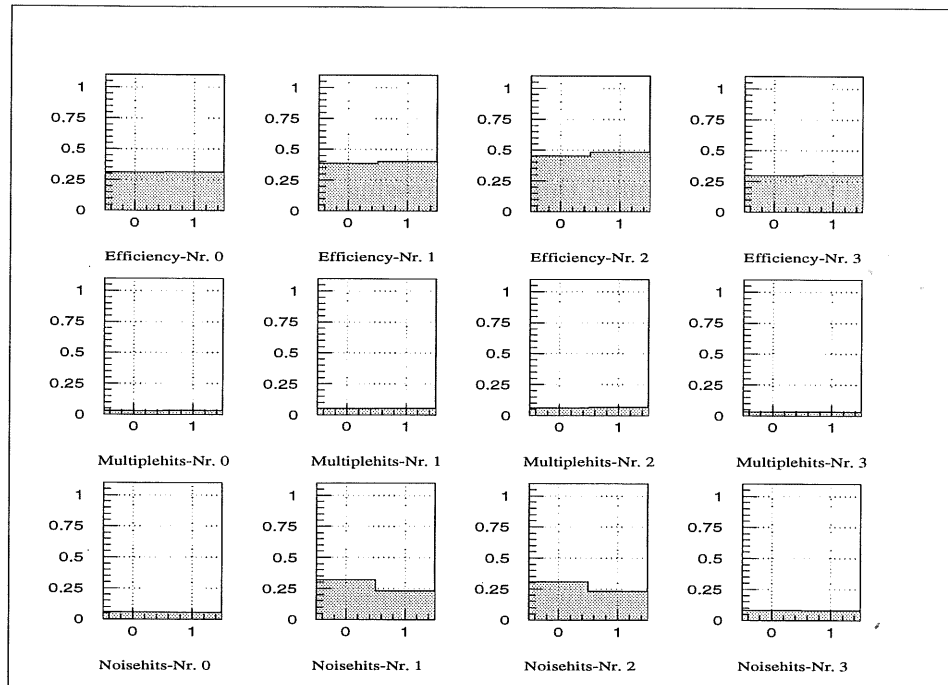 1 1 1 1
0.75 0.75 0.75 0.75
0.5 0.5 0.5 0.5
0.25 0.25 0.25 0.25
0 0 0 0
0 1 0 1 0 1 0 1
Efficiency-Nr. 0 Efficiency-Nr. 1 Efficiency-Nr. 2 Efficiency-Nr. 3
1 1 1 1
0.75 0.75 0.75 0.75
0.5 0.5 0.5 0.5
0.25 0.25 0.25 0.25
0 0 0 0
0 1 0 1 0 1 0 1
Multiplehits-Nr. 0 Multiplehits-Nr. 1 Multiplehits-Nr. 2 Multiplehits-Nr. 3
1 1 1 1
0.75 0.75 0.75 0.75
0.5 0.5 0.5 0.5
0.25 0.25 0.25 0.25
0 0 0 0
0 1 0 1 0 1 0 1
Noisehits-Nr. 0 Noisehits-Nr. 1 Noisehits-Nr. 2 Noisehits-Nr. 3